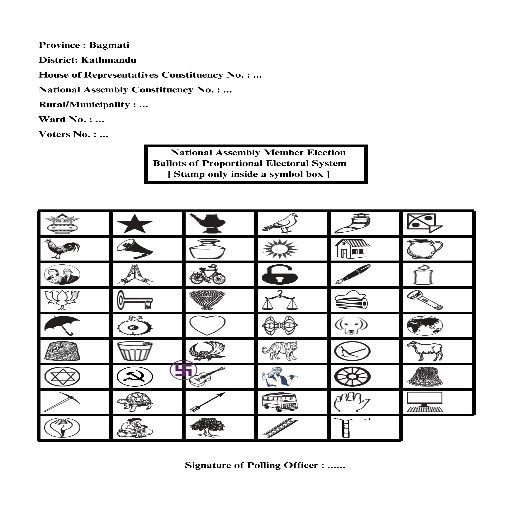 Province : Bagmati
District: Kathmandu
House of Representatives Constituency No. : ...
National Assembly Constituency No. : ...
Rural/Municipality : ...
Ward No. : ...
Voters No. : ...
National Assembly Member Election
Ballots of Proportional Electoral System
[ Stamp only inside a symbol box ]
Signature of Polling Officer : ......